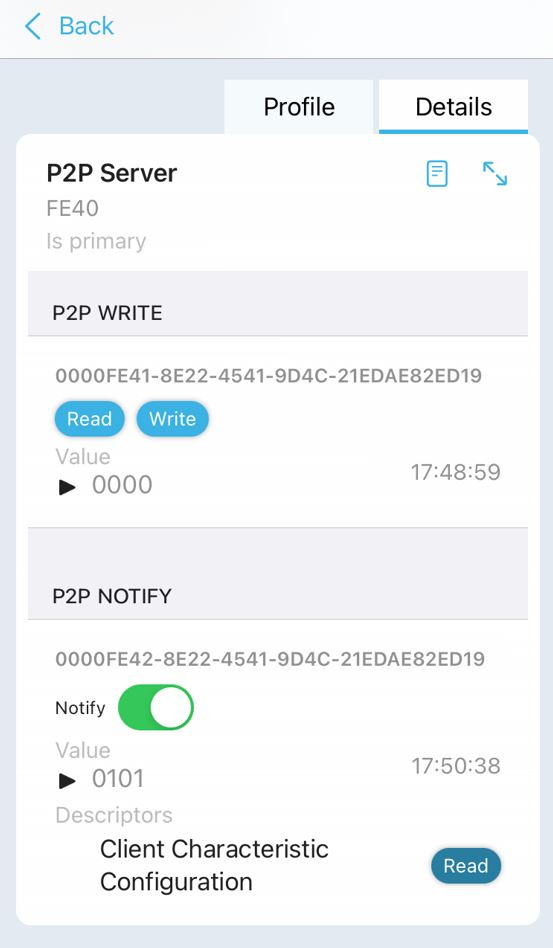 Back
Profile
Details
P2P Server
FE40
Is primary
P2P WRITE
0000FE41-8E22-4541-9D4C-21EDAE82ED19
Read
Write
Value
0000
17:48:59
P2P NOTIFY
0000FE42-8E22-4541-9D4C-21EDAE82ED19
Notify
Value
0101
17:50:38
Descriptors
Client Characteristic
Configuration
Read